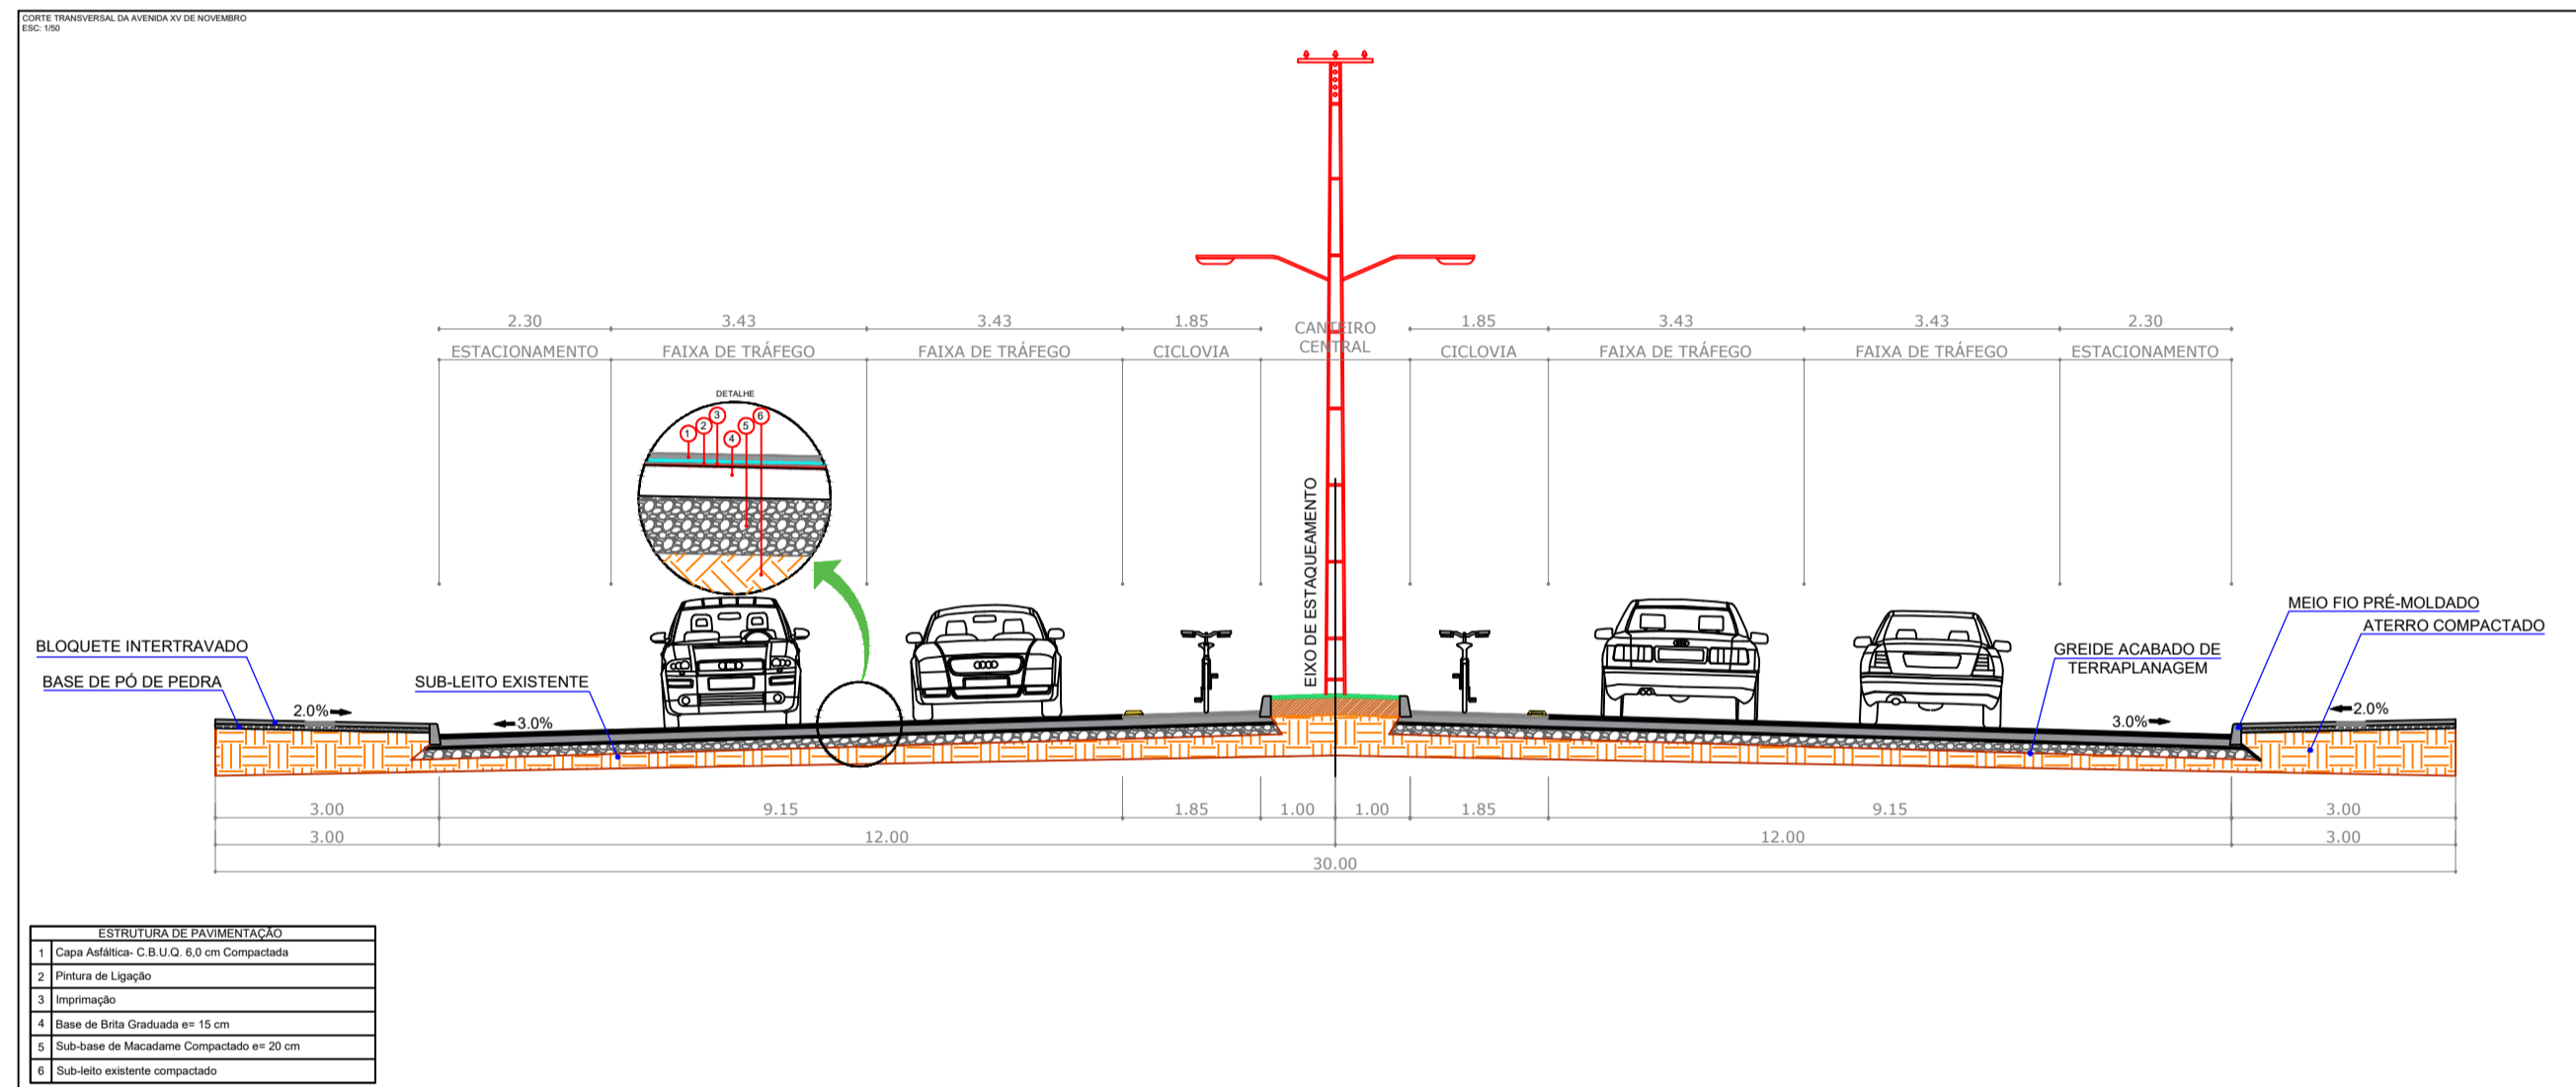 CORTE TRANSVERSAL DA AVENIDA XV DE NOVEMBRO
ESC: 1/50
2.30 3.43 3.43 1.85 CANTEIRO CENTRAL 1.85 3.43 3.43 2.30
ESTACIONAMENTO FAIXA DE TRÁFEGO FAIXA DE TRÁFEGO CICLOVIA CICLOVIA FAIXA DE TRÁFEGO FAIXA DE TRÁFEGO ESTACIONAMENTO
DETALHE
1 2 3 4 5 6
EIXO DE ESTAQUEAMENTO
BLOQUETE INTERTRAVADO
BASE DE PÓ DE PEDRA
SUB-LEITO EXISTENTE
2.0%
3.0%
MEIO FIO PRÉ-MOLDADO
ATERRO COMPACTADO
GREIDE ACABADO DE
TERRAPLANAGEM
3.0%
2.0%
3.00 9.15 1.85 1.00 1.00 1.85 9.15 3.00
3.00 12.00 12.00 3.00
30.00
ESTRUTURA DE PAVIMENTAÇÃO
1 Capa Asfáltica- C.B.U.Q. 6,0 cm Compactada
2 Pintura de Ligação
3 Imprimação
4 Base de Brita Graduada e= 15 cm
5 Sub-base de Macadame Compactado e= 20 cm
6 Sub-leito existente compactado